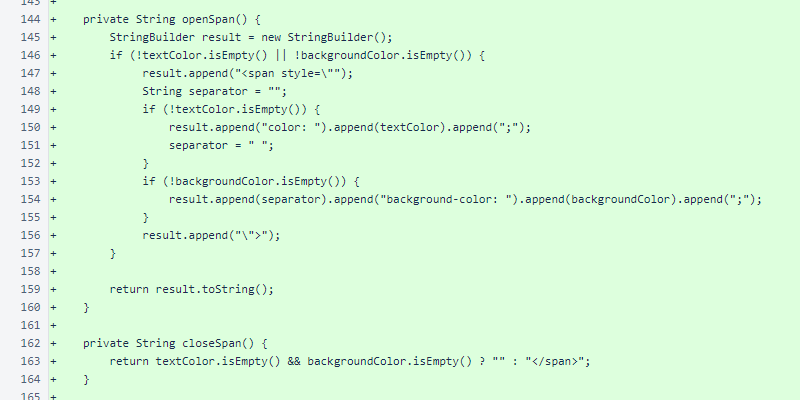 143 +
144 +    private String openSpan() {
145 +        StringBuilder result = new StringBuilder();
146 +        if (!textColor.isEmpty() || !backgroundColor.isEmpty()) {
147 +            result.append("<span style=\"");
148 +            String separator = "";
149 +            if (!textColor.isEmpty()) {
150 +                result.append("color: ").append(textColor).append(";");
151 +                separator = " ";
152 +            }
153 +            if (!backgroundColor.isEmpty()) {
154 +                result.append(separator).append("background-color: ").append(backgroundColor).append(";");
155 +            }
156 +            result.append("\">");
157 +        }
158 +
159 +        return result.toString();
160 +    }
161 +
162 +    private String closeSpan() {
163 +        return textColor.isEmpty() && backgroundColor.isEmpty() ? "" : "</span>";
164 +    }
165 +